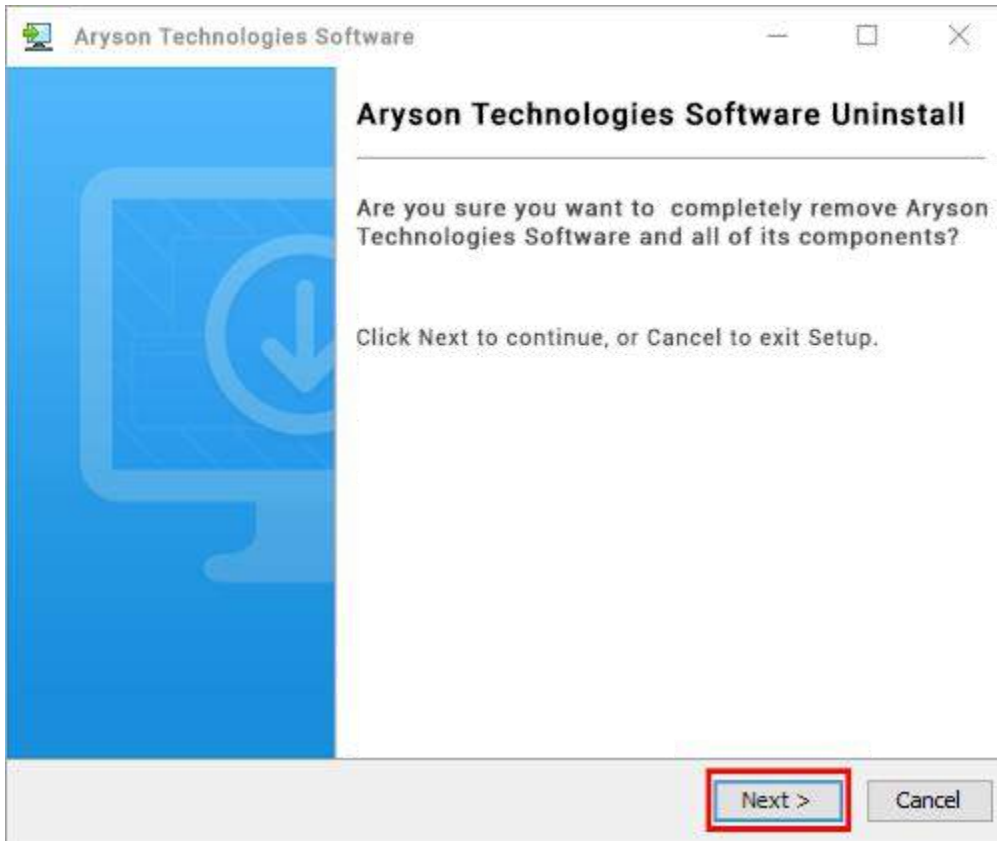 Aryson Technologies Software
Aryson Technologies Software Uninstall
Are you sure you want to  completely remove Aryson
Technologies Software and all of its components?
Click Next to continue, or Cancel to exit Setup.
Next >
Cancel